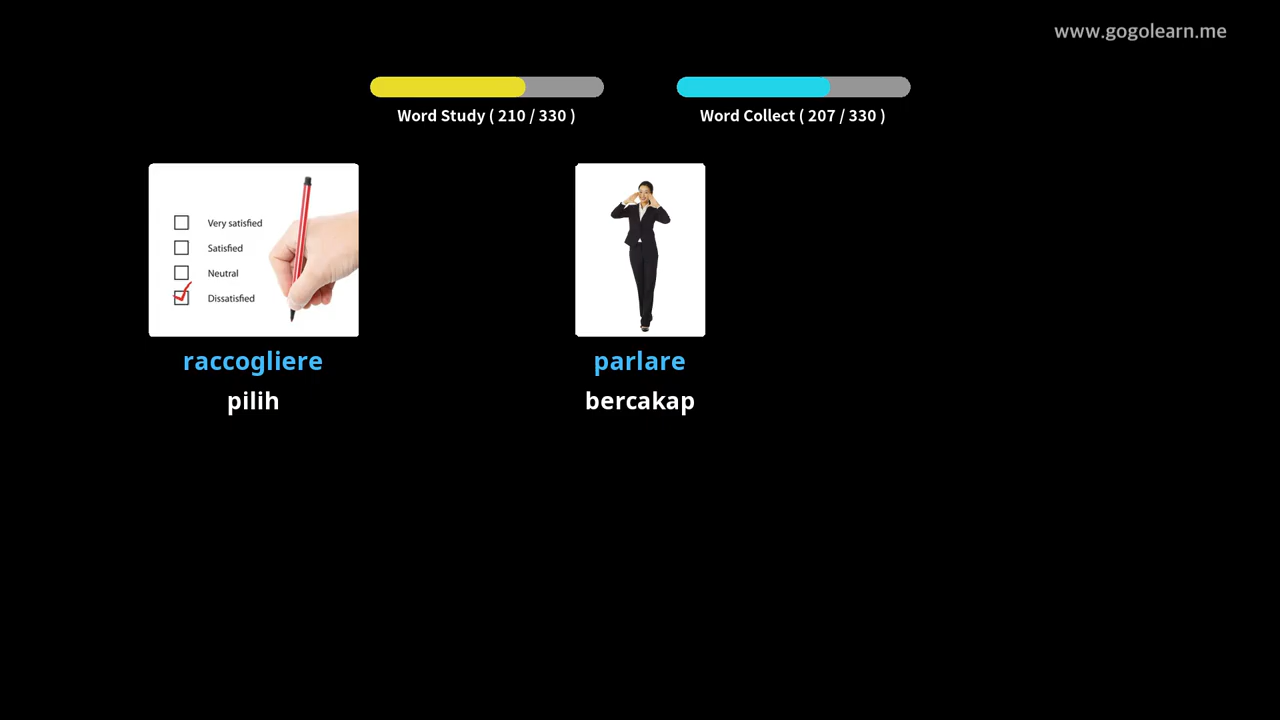 www.gogolearn.me
Word Study ( 210 / 330 )
Word Collect ( 207 / 330 )
Very satisfied
Satisfied
Neutral
Dissatisfied
raccogliere
pilih
parlare
bercakap